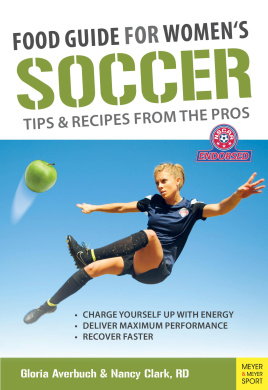 FOOD GUIDE FOR WOMEN'S
SOCCER
TIPS & RECIPES FROM THE PROS
NSCAA
ENDORSED
• CHARGE YOURSELF UP WITH ENERGY
• DELIVER MAXIMUM PERFORMANCE
• RECOVER FASTER
Gloria Averbuch & Nancy Clark, RD
MEYER
& MEYER
SPORT